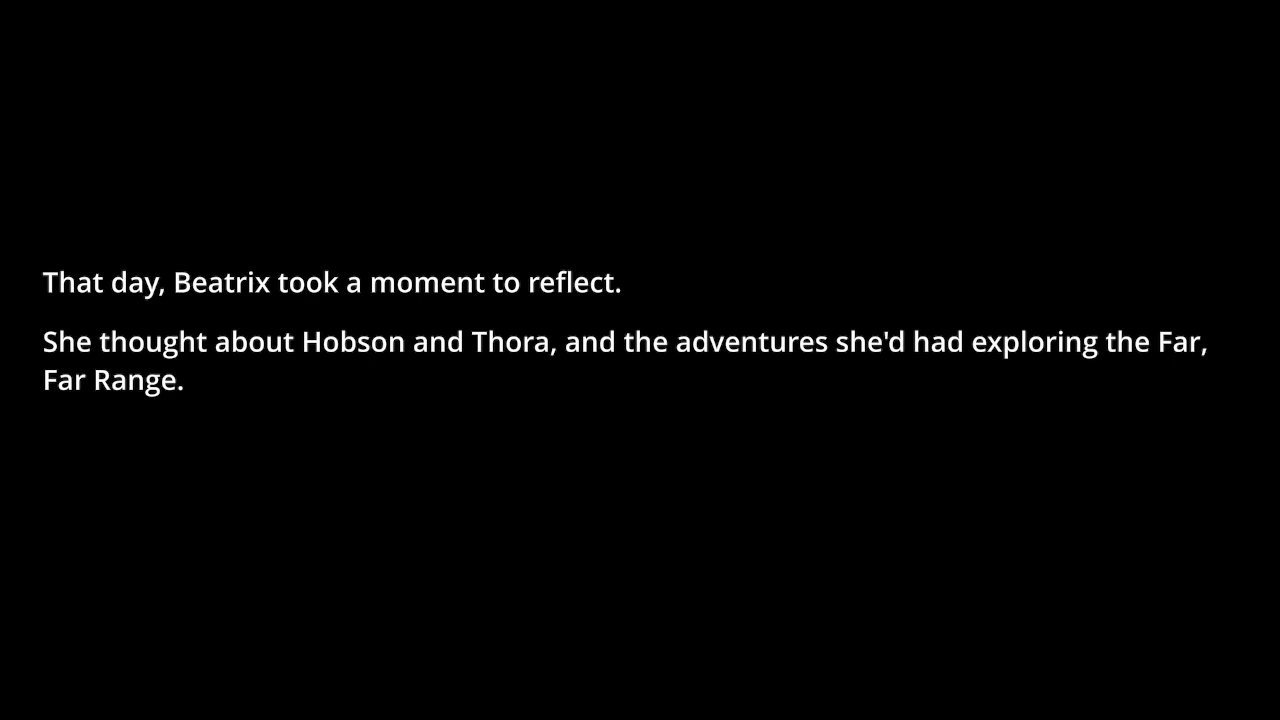 That day, Beatrix took a moment to reflect.
She thought about Hobson and Thora, and the adventures she'd had exploring the Far,
Far Range.